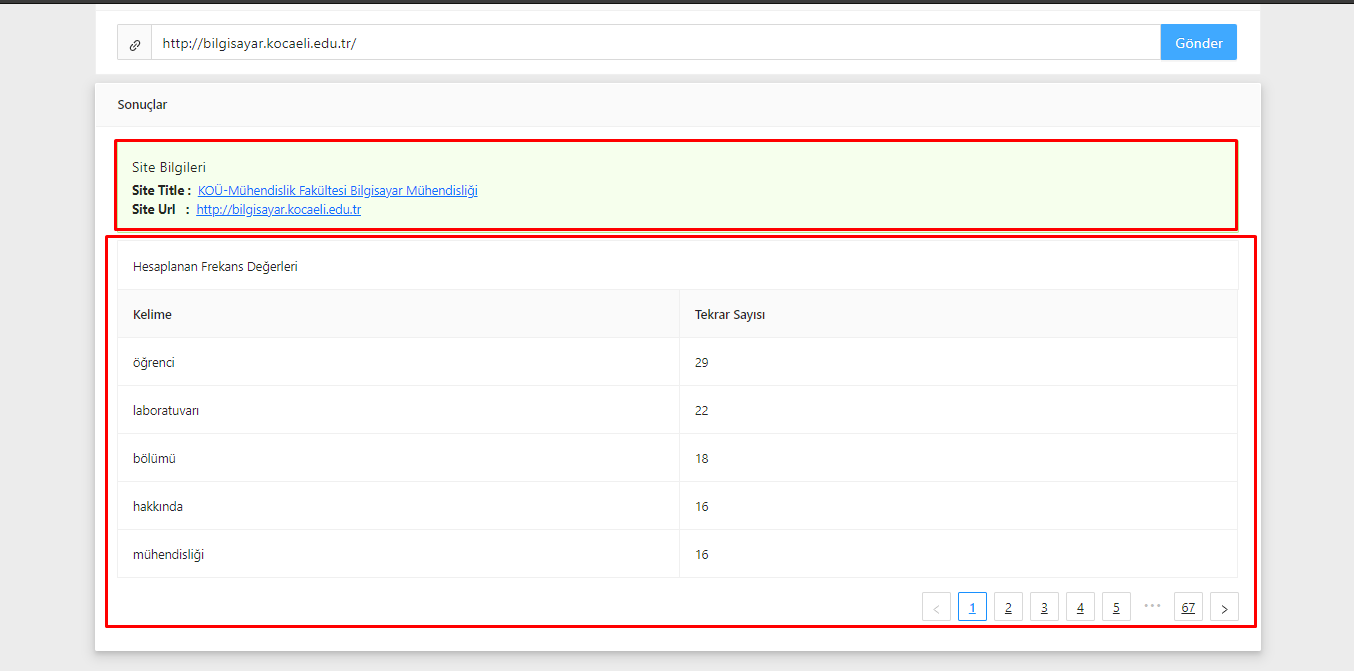 http://bilgisayar.kocaeli.edu.tr/ Gönder
Sonuçlar
Site Bilgileri
Site Title : KOÜ-Mühendislik Fakültesi Bilgisayar Mühendisliği
Site Url : http://bilgisayar.kocaeli.edu.tr
Hesaplanan Frekans Değerleri
Kelime Tekrar Sayısı
öğrenci 29
laboratuvarı 22
bölümü 18
hakkında 16
mühendisliği 16
< 1 2 3 4 5 ••• 67 >